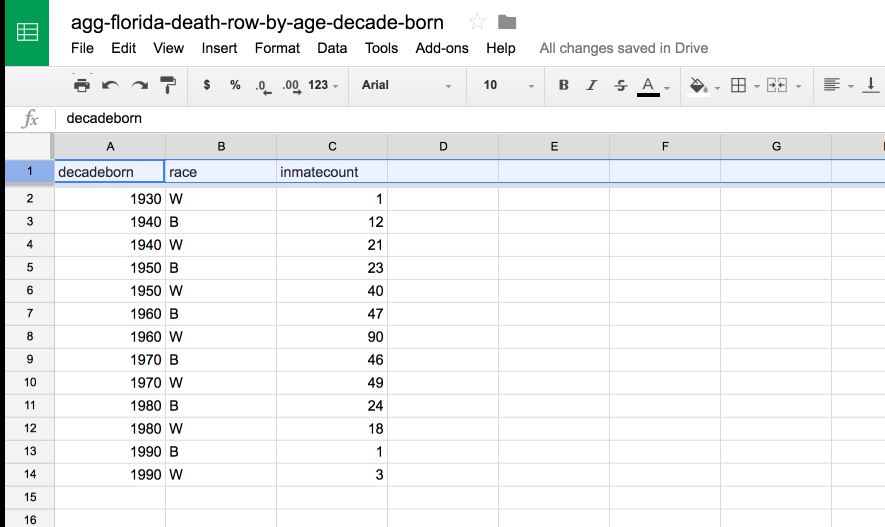 agg-florida-death-row-by-age-decade-born
File Edit View Insert Format Data Tools Add-ons Help All changes saved in Drive
$ % .0 .00 123 Arial 10 B I S A
fx decadeborn
A B C D E F G
1 decadeborn race inmatecount
2 1930 W 1
3 1940 B 12
4 1940 W 21
5 1950 B 23
6 1950 W 40
7 1960 B 47
8 1960 W 90
9 1970 B 46
10 1970 W 49
11 1980 B 24
12 1980 W 18
13 1990 B 1
14 1990 W 3
15
16